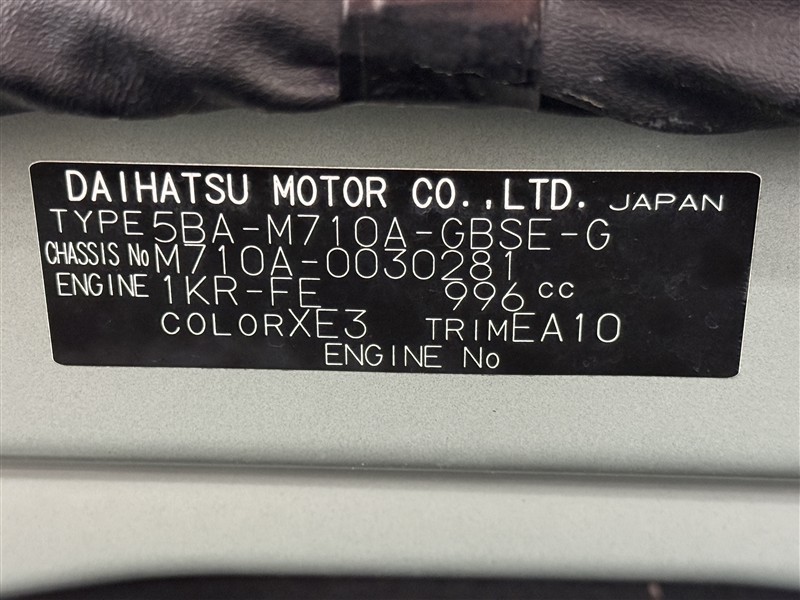 DAIHATSU MOTOR CO.,LTD. JAPAN
TYPE 5BA-M710A-GBSE-G
CHASSIS No M710A-0030281
ENGINE 1KR-FE 996 cc
COLOR XE3 TRIM EA10
ENGINE No